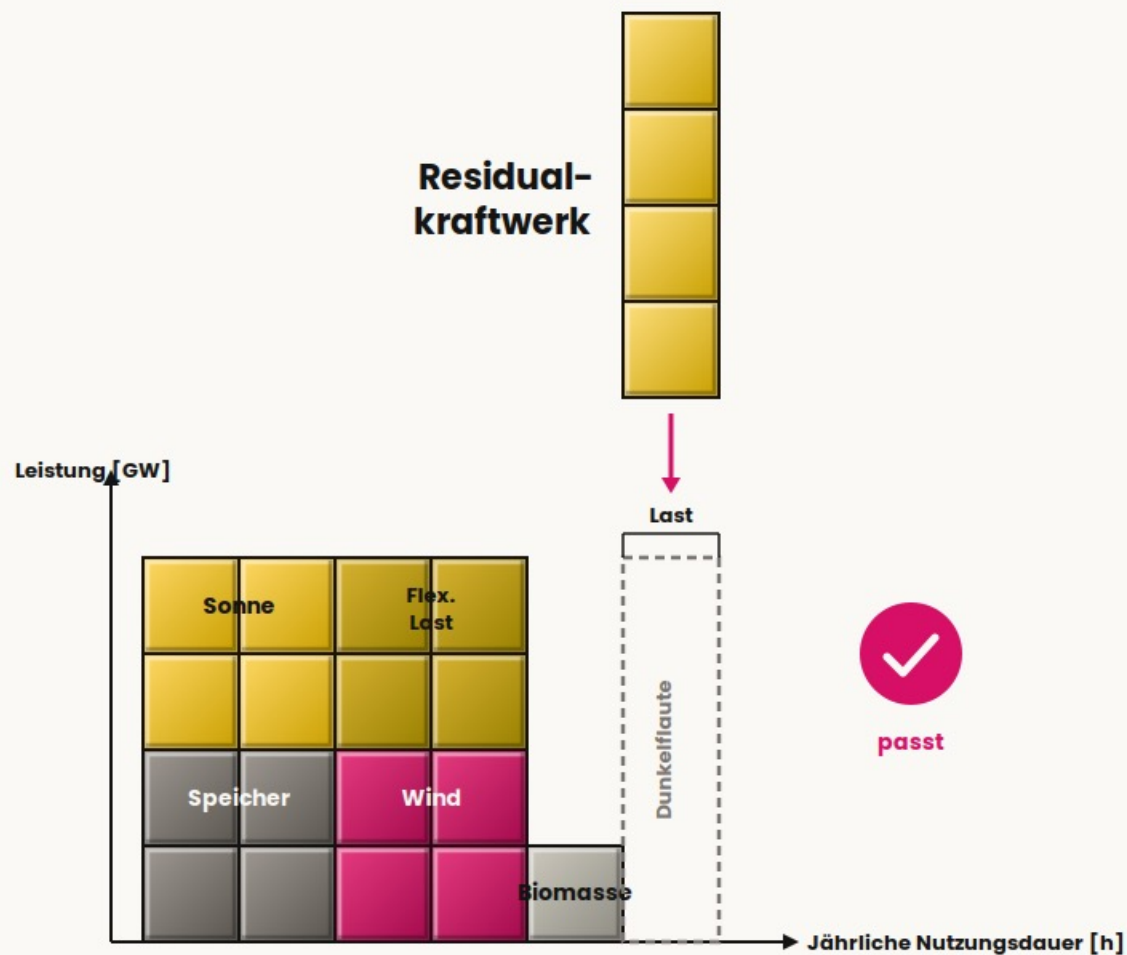 Residual-
kraftwerk
Leistung [GW]
Last
Sonne
Flex.
Last
Dunkelflaute
passt
Speicher
Wind
Biomasse
Jährliche Nutzungsdauer [h]